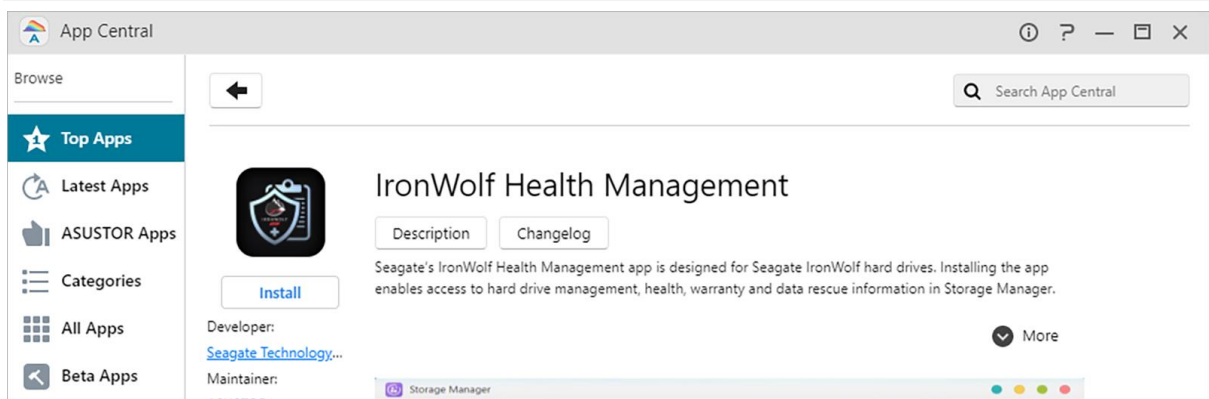 App Central
Browse
Search App Central
Top Apps
Latest Apps
ASUSTOR Apps
Categories
All Apps
Beta Apps
IronWolf Health Management
Description
Changelog
Seagate's IronWolf Health Management app is designed for Seagate IronWolf hard drives. Installing the app
enables access to hard drive management, health, warranty and data rescue information in Storage Manager.
Install
More
Developer:
Seagate Technology...
Maintainer:
Storage Manager